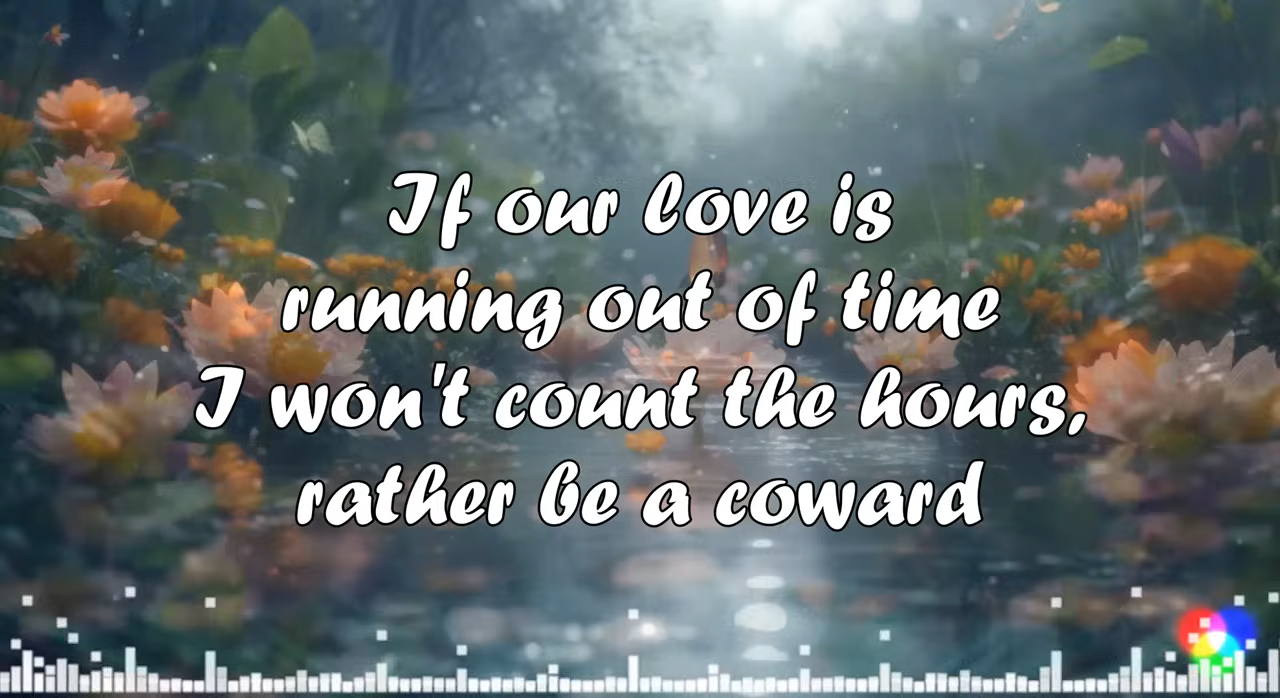 If our love is
running out of time
I won't count the hours,
rather be a coward